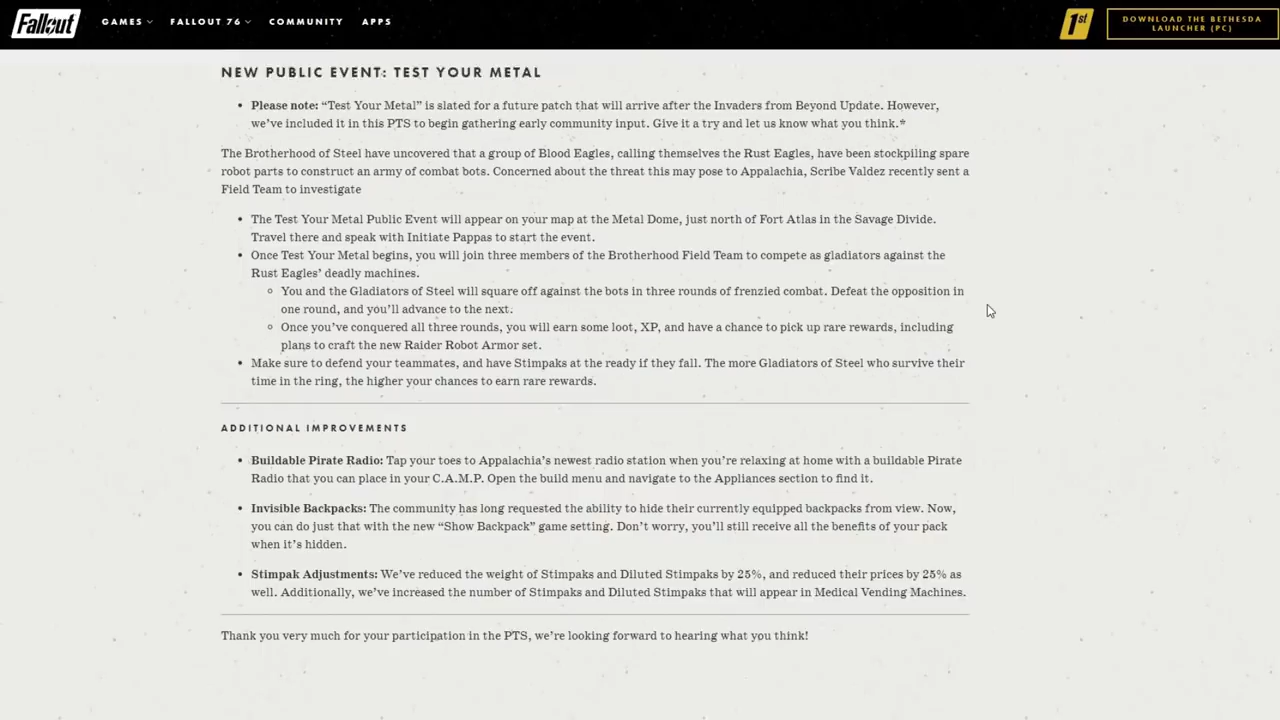 Fallout GAMES FALLOUT 76 COMMUNITY APPS 1st DOWNLOAD THE BETHESDA
LAUNCHER (PC)
NEW PUBLIC EVENT: TEST YOUR METAL
• Please note: “Test Your Metal” is slated for a future patch that will arrive after the Invaders from Beyond Update. However,
we’ve included it in this PTS to begin gathering early community input. Give it a try and let us know what you think.*
The Brotherhood of Steel have uncovered that a group of Blood Eagles, calling themselves the Rust Eagles, have been stockpiling spare
robot parts to construct an army of combat bots. Concerned about the threat this may pose to Appalachia, Scribe Valdez recently sent a
Field Team to investigate
• The Test Your Metal Public Event will appear on your map at the Metal Dome, just north of Fort Atlas in the Savage Divide.
Travel there and speak with Initiate Pappas to start the event.
• Once Test Your Metal begins, you will join three members of the Brotherhood Field Team to compete as gladiators against the
Rust Eagles’ deadly machines.
◦ You and the Gladiators of Steel will square off against the bots in three rounds of frenzied combat. Defeat the opposition in
one round, and you’ll advance to the next.
◦ Once you’ve conquered all three rounds, you will earn some loot, XP, and have a chance to pick up rare rewards, including
plans to craft the new Raider Robot Armor set.
• Make sure to defend your teammates, and have Stimpaks at the ready if they fall. The more Gladiators of Steel who survive their
time in the ring, the higher your chances to earn rare rewards.
ADDITIONAL IMPROVEMENTS
• Buildable Pirate Radio: Tap your toes to Appalachia’s newest radio station when you’re relaxing at home with a buildable Pirate
Radio that you can place in your C.A.M.P. Open the build menu and navigate to the Appliances section to find it.
• Invisible Backpacks: The community has long requested the ability to hide their currently equipped backpacks from view. Now,
you can do just that with the new “Show Backpack” game setting. Don’t worry, you’ll still receive all the benefits of your pack
when it’s hidden.
• Stimpak Adjustments: We’ve reduced the weight of Stimpaks and Diluted Stimpaks by 25%, and reduced their prices by 25% as
well. Additionally, we’ve increased the number of Stimpaks and Diluted Stimpaks that will appear in Medical Vending Machines.
Thank you very much for your participation in the PTS, we’re looking forward to hearing what you think!